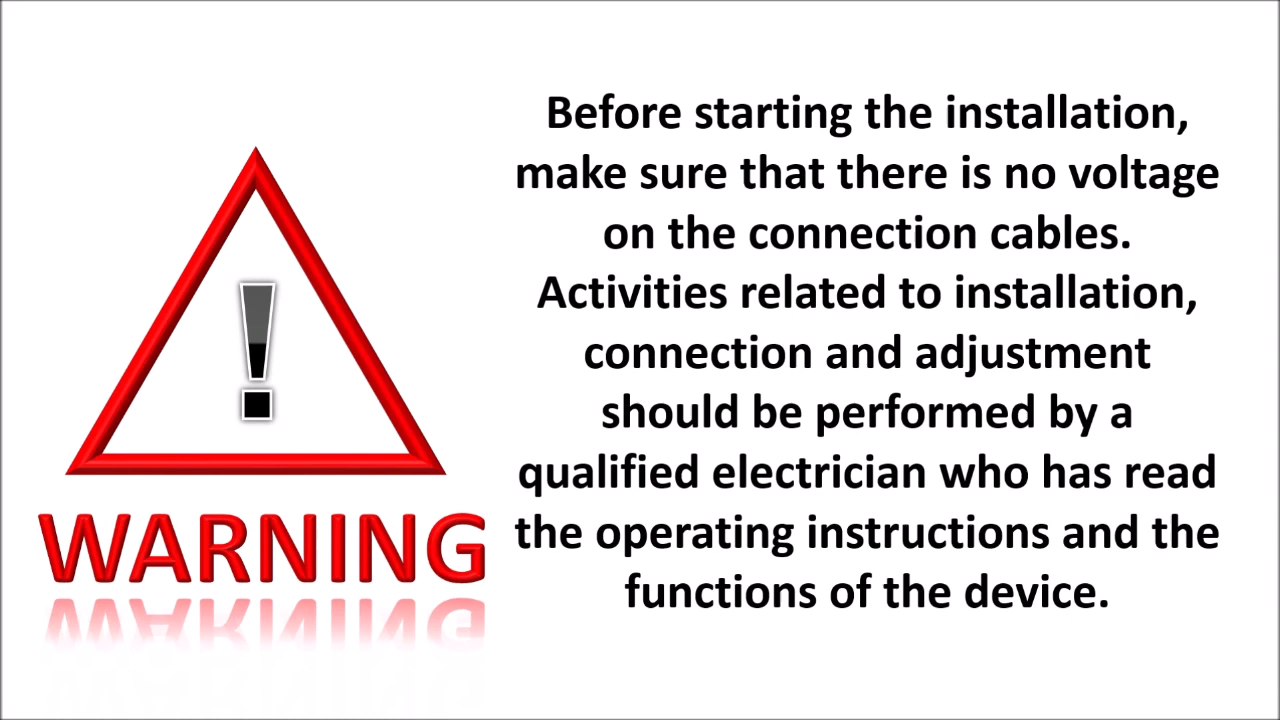 WARNING
Before starting the installation,
make sure that there is no voltage
on the connection cables.
Activities related to installation,
connection and adjustment
should be performed by a
qualified electrician who has read
the operating instructions and the
functions of the device.